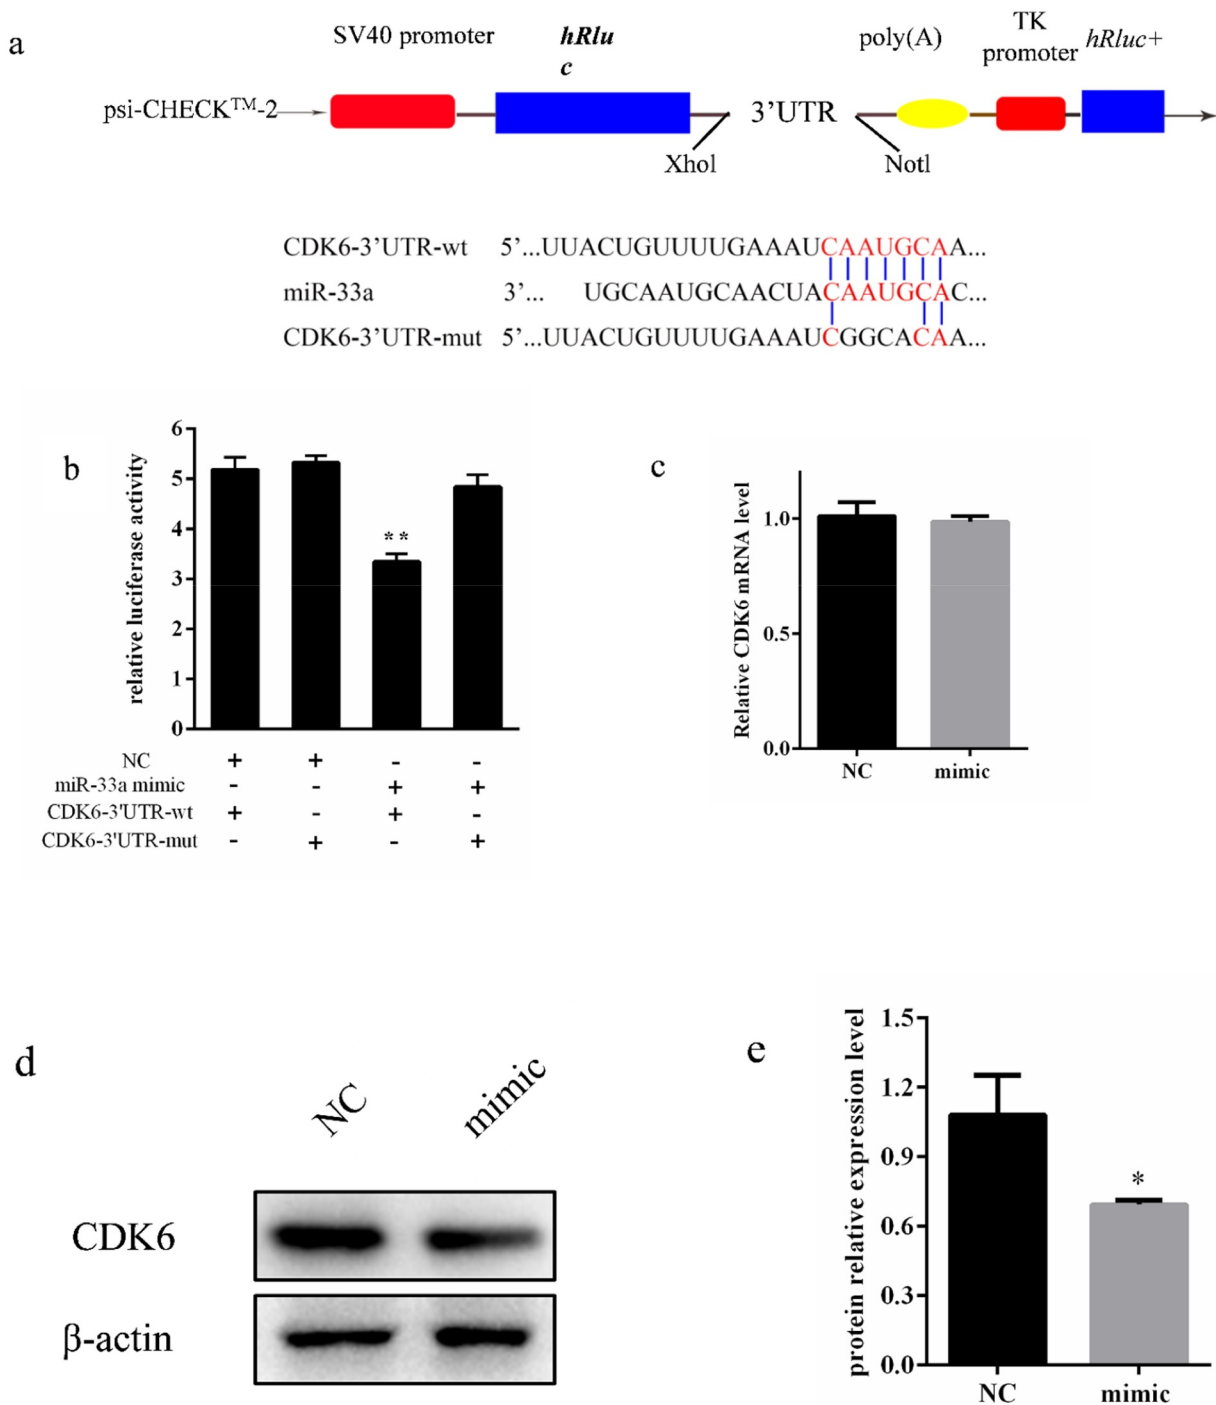 a
SV40 promoter
hRlu
c
poly(A)
TK
promoter
hRluc+
psi-CHECK™-2
3’UTR
Xhol
Notl
CDK6-3’UTR-wt 5’...UUACUGUUUUGAAAUCAAUGCAA...
miR-33a 3’... UGCAAUGCAACUACAAUGCAC...
CDK6-3’UTR-mut 5’...UUACUGUUUUGAAAUCGGCACAA...
b
relative luciferase activity
6
5
4
3
2
1
0
**
NC + + - -
miR-33a mimic - - + +
CDK6-3'UTR-wt + - + -
CDK6-3'UTR-mut - + - +
c
Relative CDK6 mRNA level
1.0
0.5
0.0
NC mimic
d
NC mimic
CDK6
β-actin
e
protein relative expression level
1.5
1.2
0.9
0.6
0.3
0.0
*
NC mimic